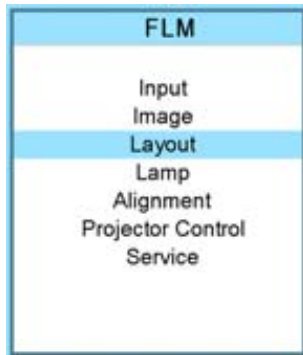 FLM
Input
Image
Layout
Lamp
Alignment
Projector Control
Service